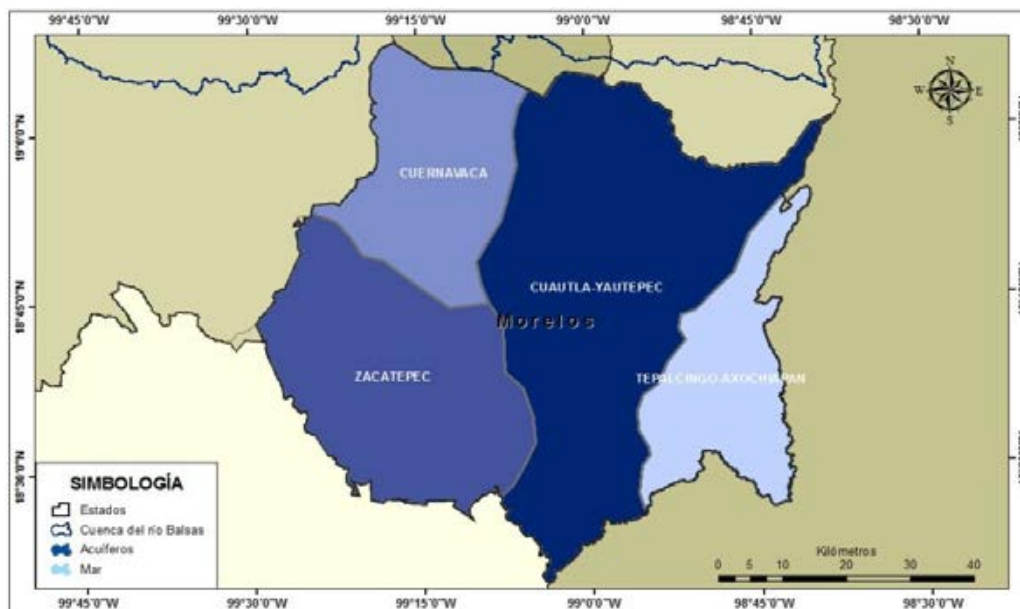 99°45'0"W 99°30'0"W 99°15'0"W 99°0'0"W 98°45'0"W 98°30'0"W
N
W E
S
19°0'0"N
CUERNAVACA
CUAUTLA-YAUTEPEC
18°45'0"N
Morelos
ZACATEPEC
TEPALCINGO-AXOCHIAPAN
18°30'0"N
SIMBOLOGÍA
Estados
Cuenca del río Balsas
Acuíferos
Mar
Kilómetros
0 5 10 20 30 40
99°45'0"W 99°30'0"W 99°15'0"W 99°0'0"W 98°45'0"W 98°30'0"W